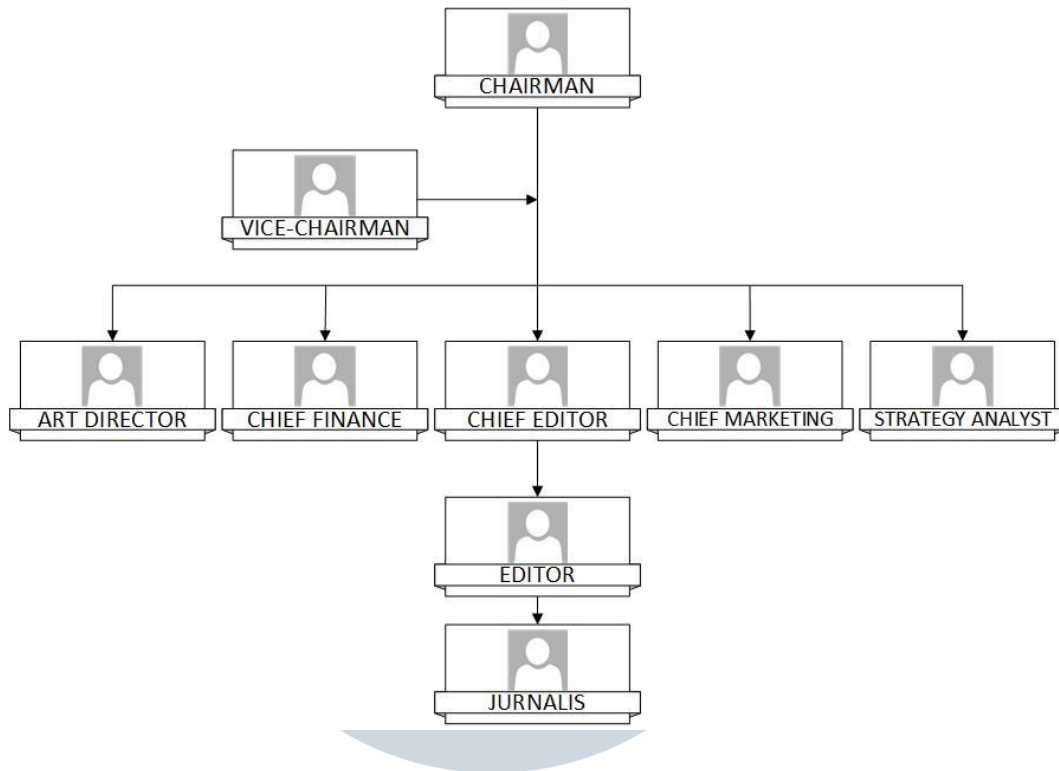 CHAIRMAN
VICE-CHAIRMAN
ART DIRECTOR
CHIEF FINANCE
CHIEF EDITOR
CHIEF MARKETING
STRATEGY ANALYST
EDITOR
JURNALIS